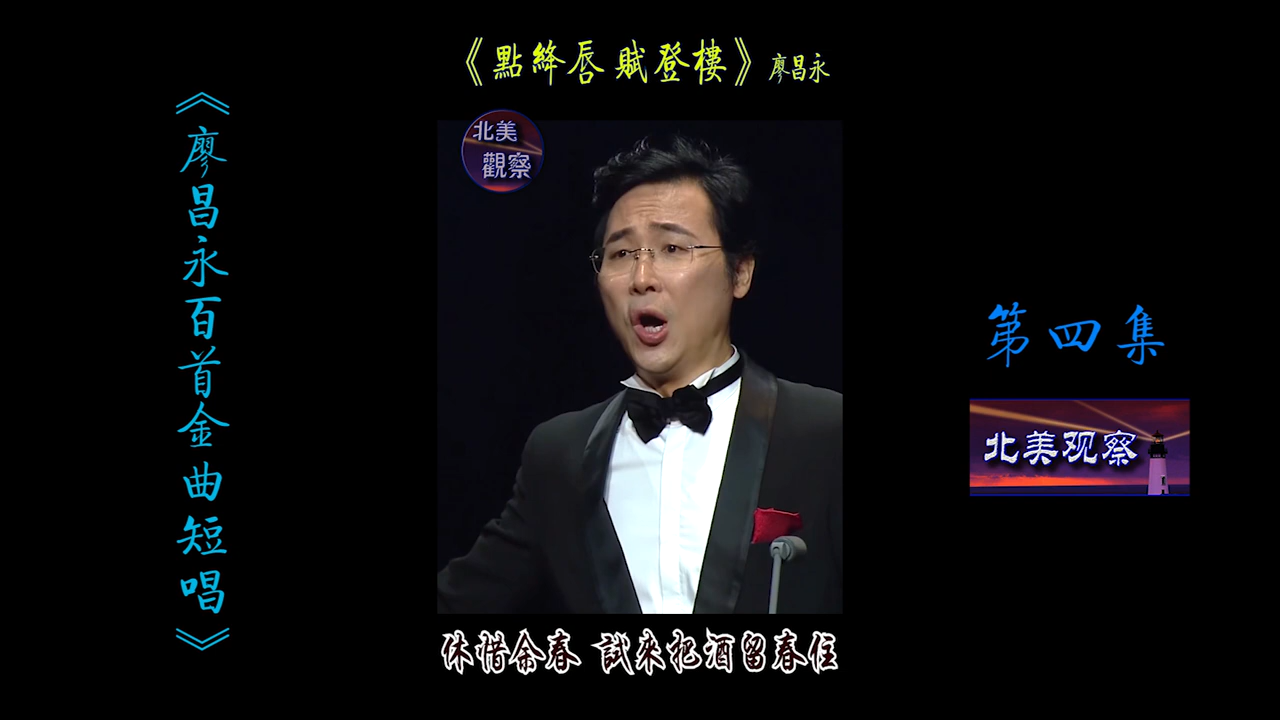 《點絳唇 賦登樓》廖昌永
北美
觀察
《廖昌永百首金曲短唱》
第四集
北美观察
休惜余春 試來把酒留春住